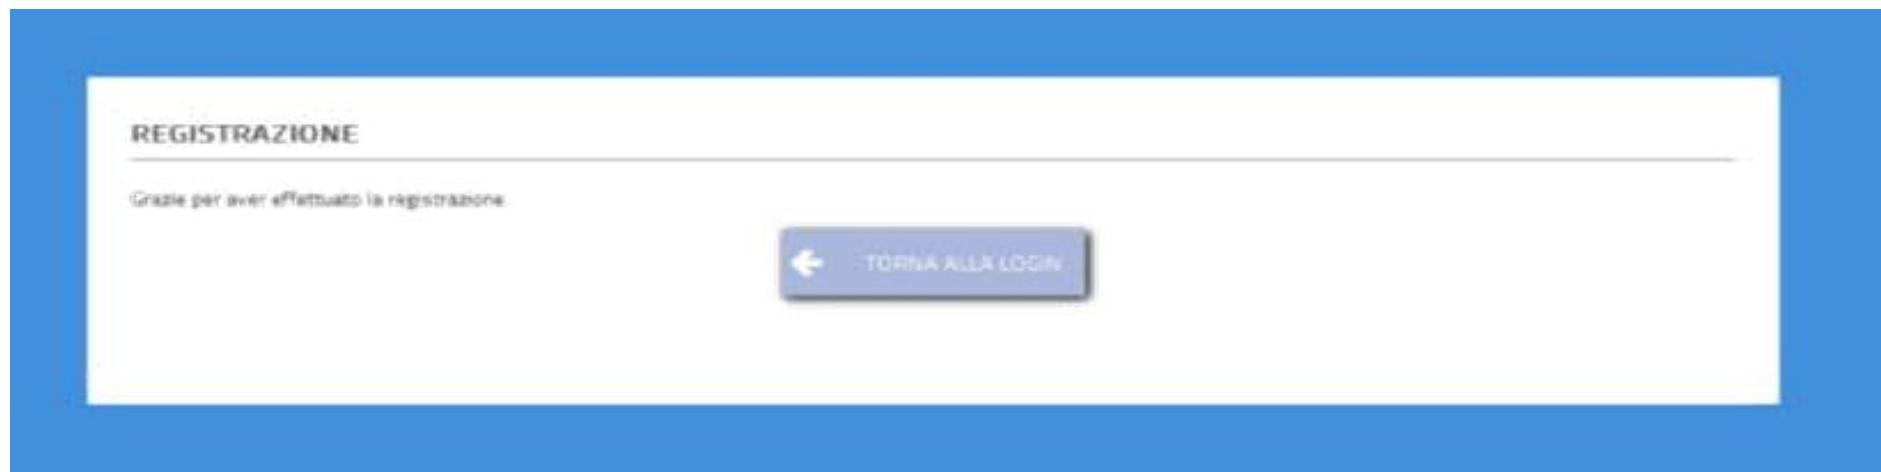 REGISTRAZIONE
Grazie per aver effettuato la registrazione
TORNA ALLA LOGIN